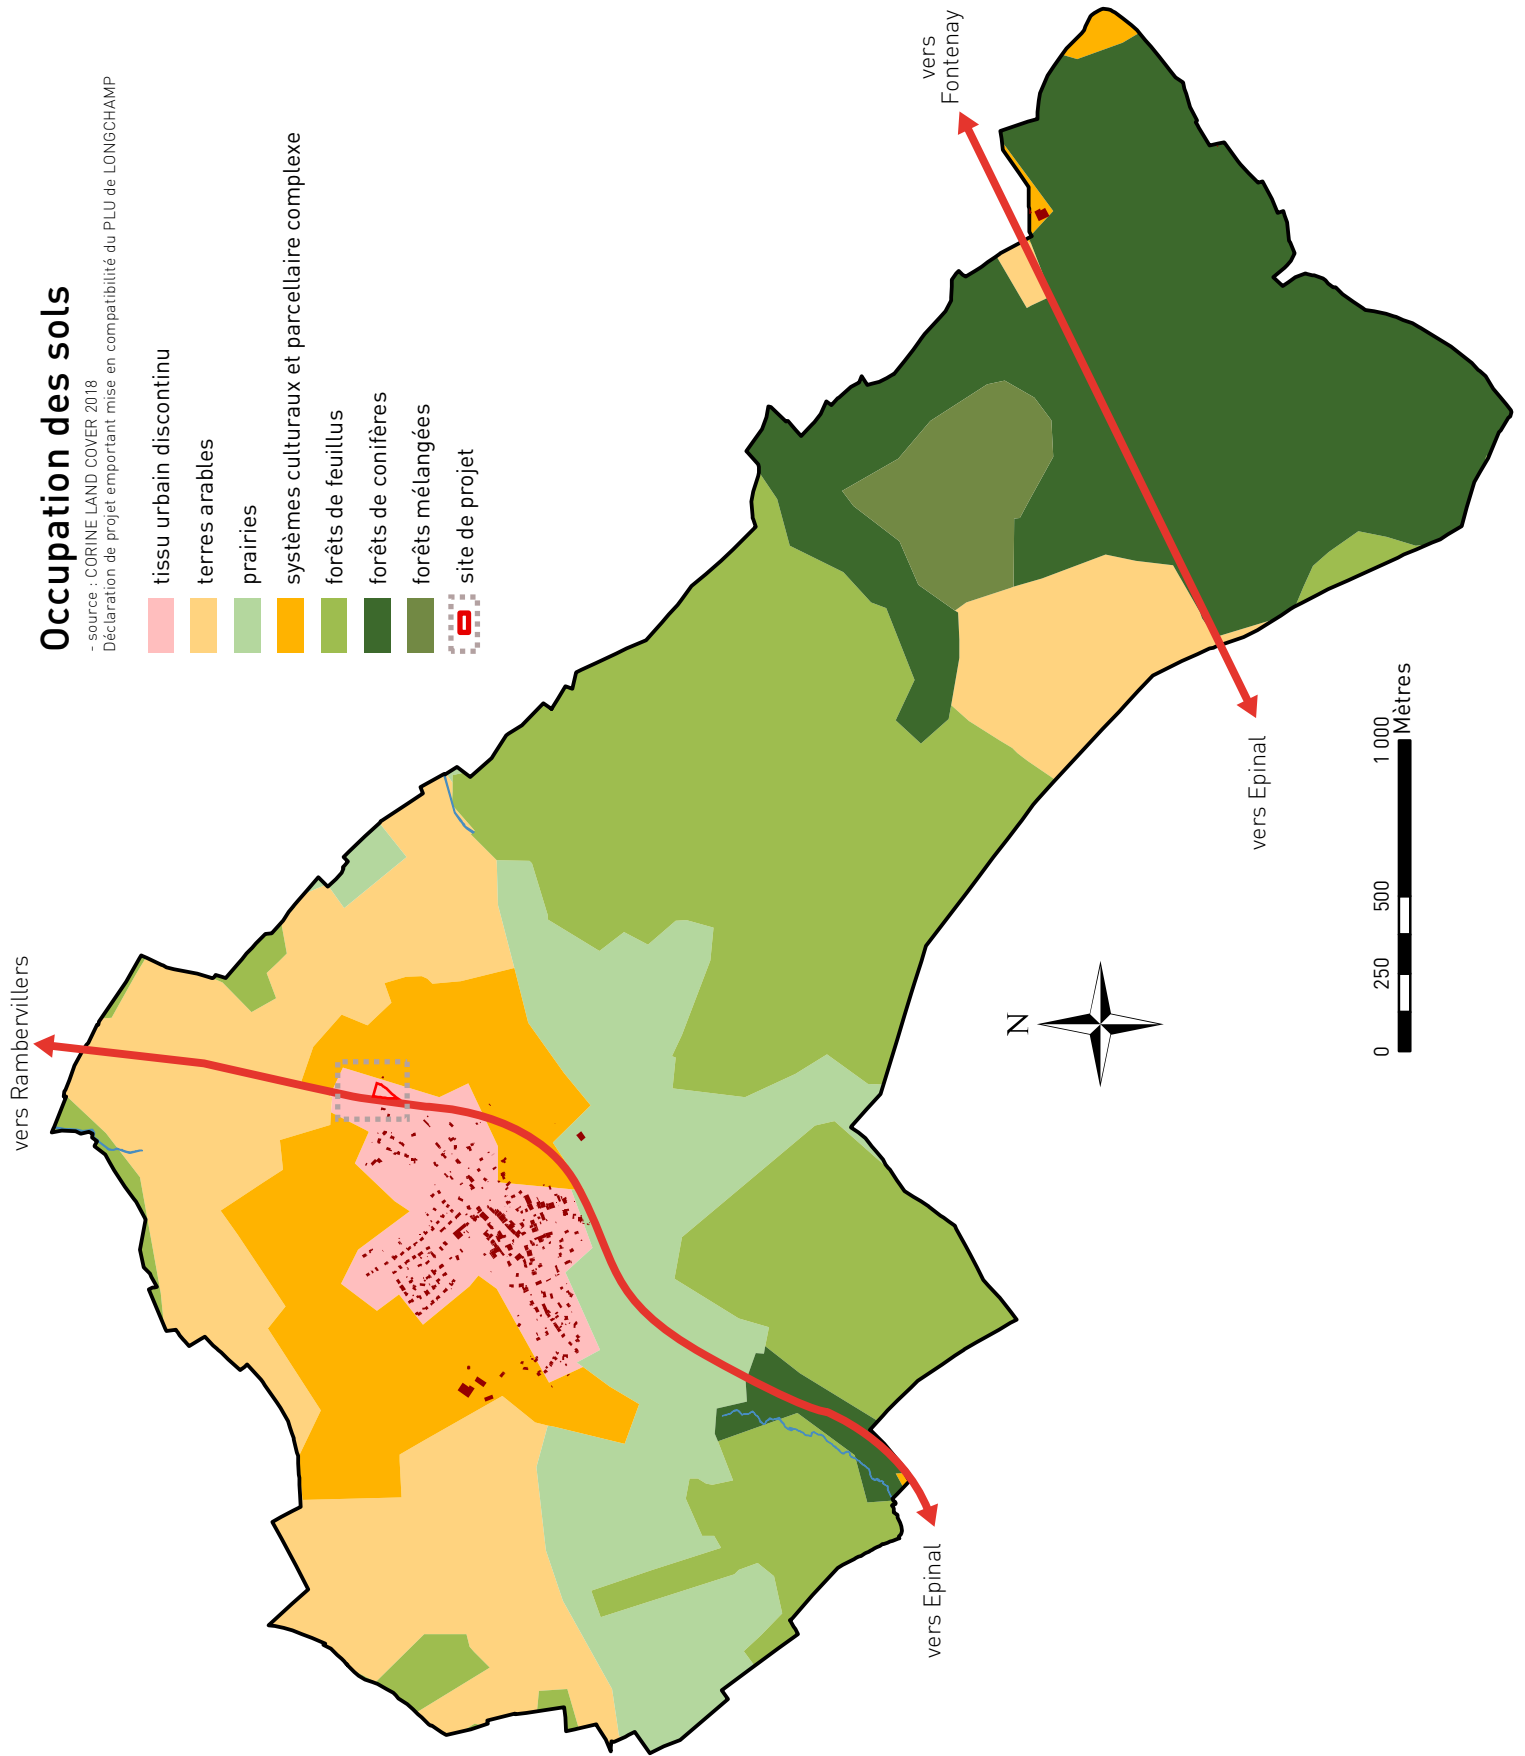 Occupation des sols
- source : CORINE LAND COVER 2018
Déclaration de projet emportant mise en compatibilité du PLU de LONGCHAMP
tissu urbain discontinu
terres arables
prairies
systèmes culturaux et parcellaire complexe
forêts de feuillus
forêts de conifères
forêts mélangées
site de projet
vers Rambervillers
vers
Fontenay
vers Epinal
vers Epinal
N
0 250 500 1 000
Mètres